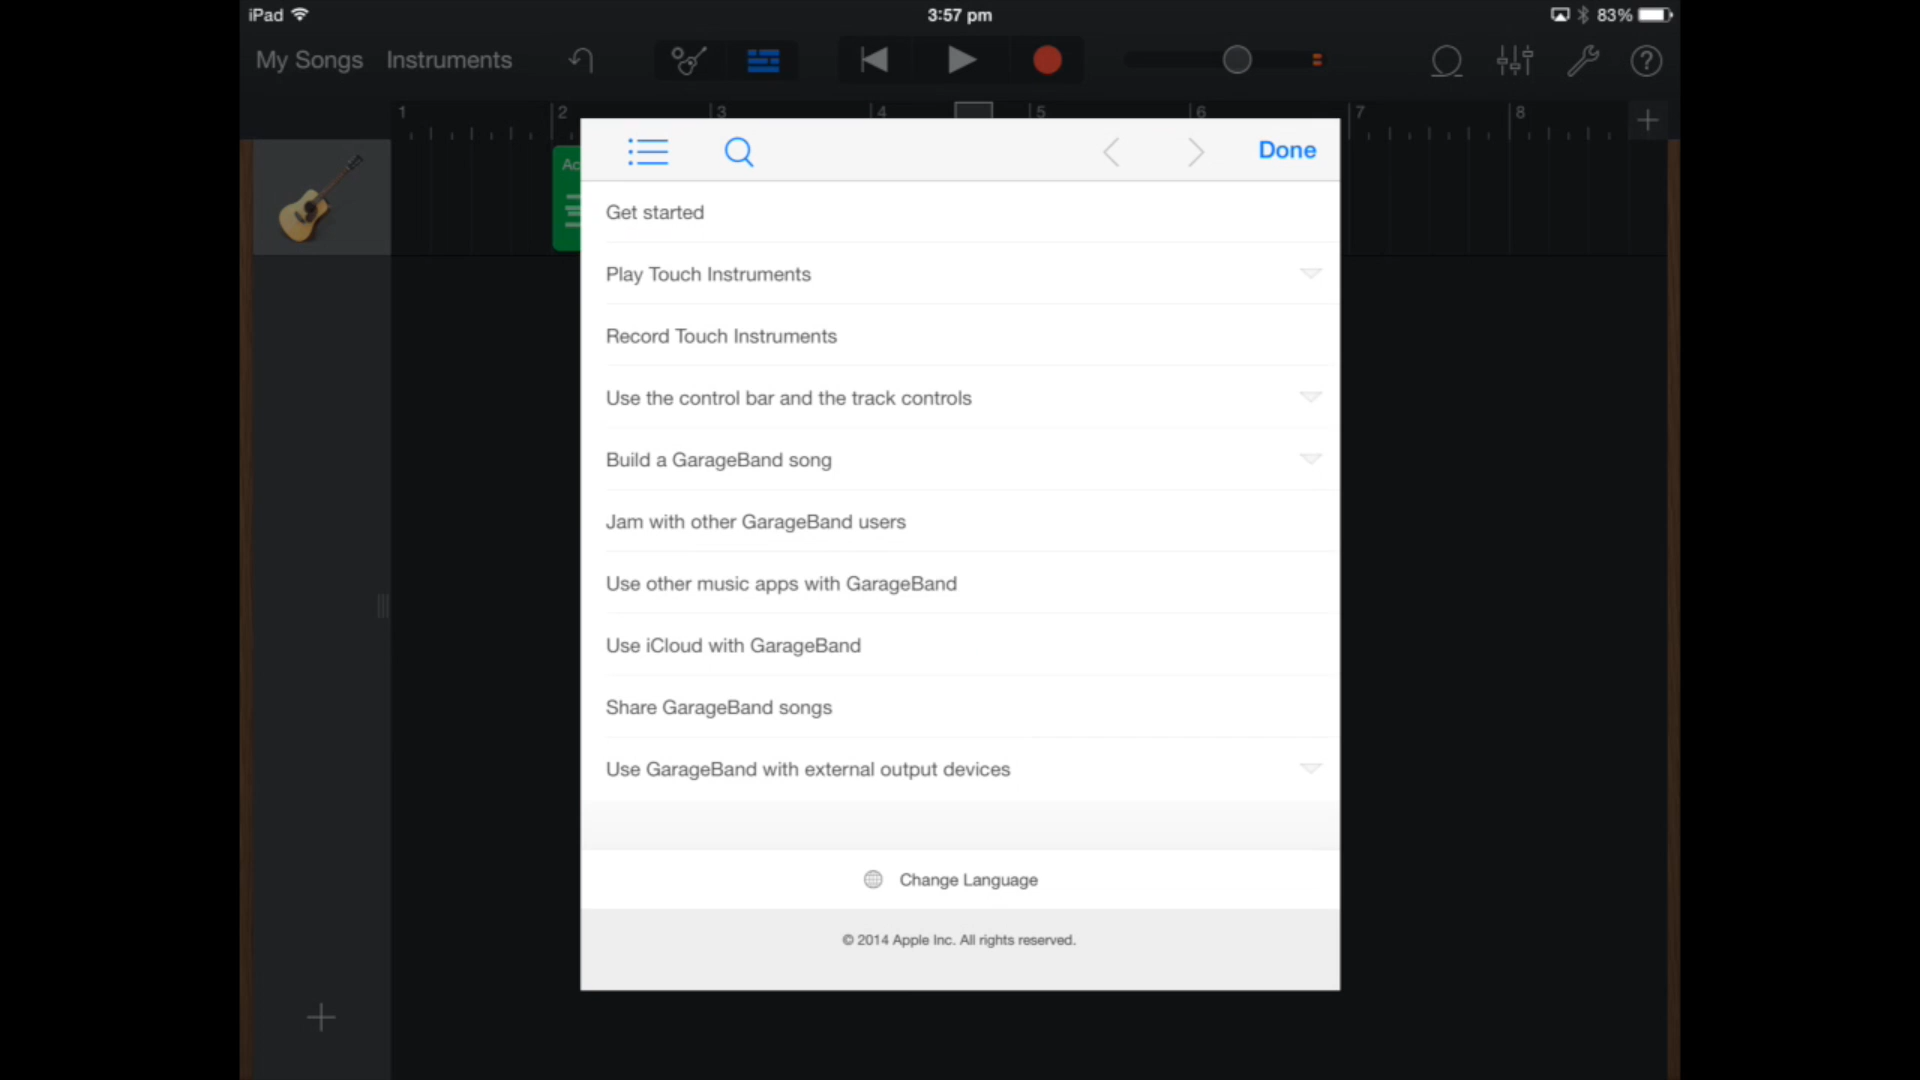 iPad 3:57 pm 83%
My Songs Instruments
1 2 3 4 5 6 7 8
Done
Get started
Play Touch Instruments
Record Touch Instruments
Use the control bar and the track controls
Build a GarageBand song
Jam with other GarageBand users
Use other music apps with GarageBand
Use iCloud with GarageBand
Share GarageBand songs
Use GarageBand with external output devices
Change Language
© 2014 Apple Inc. All rights reserved.